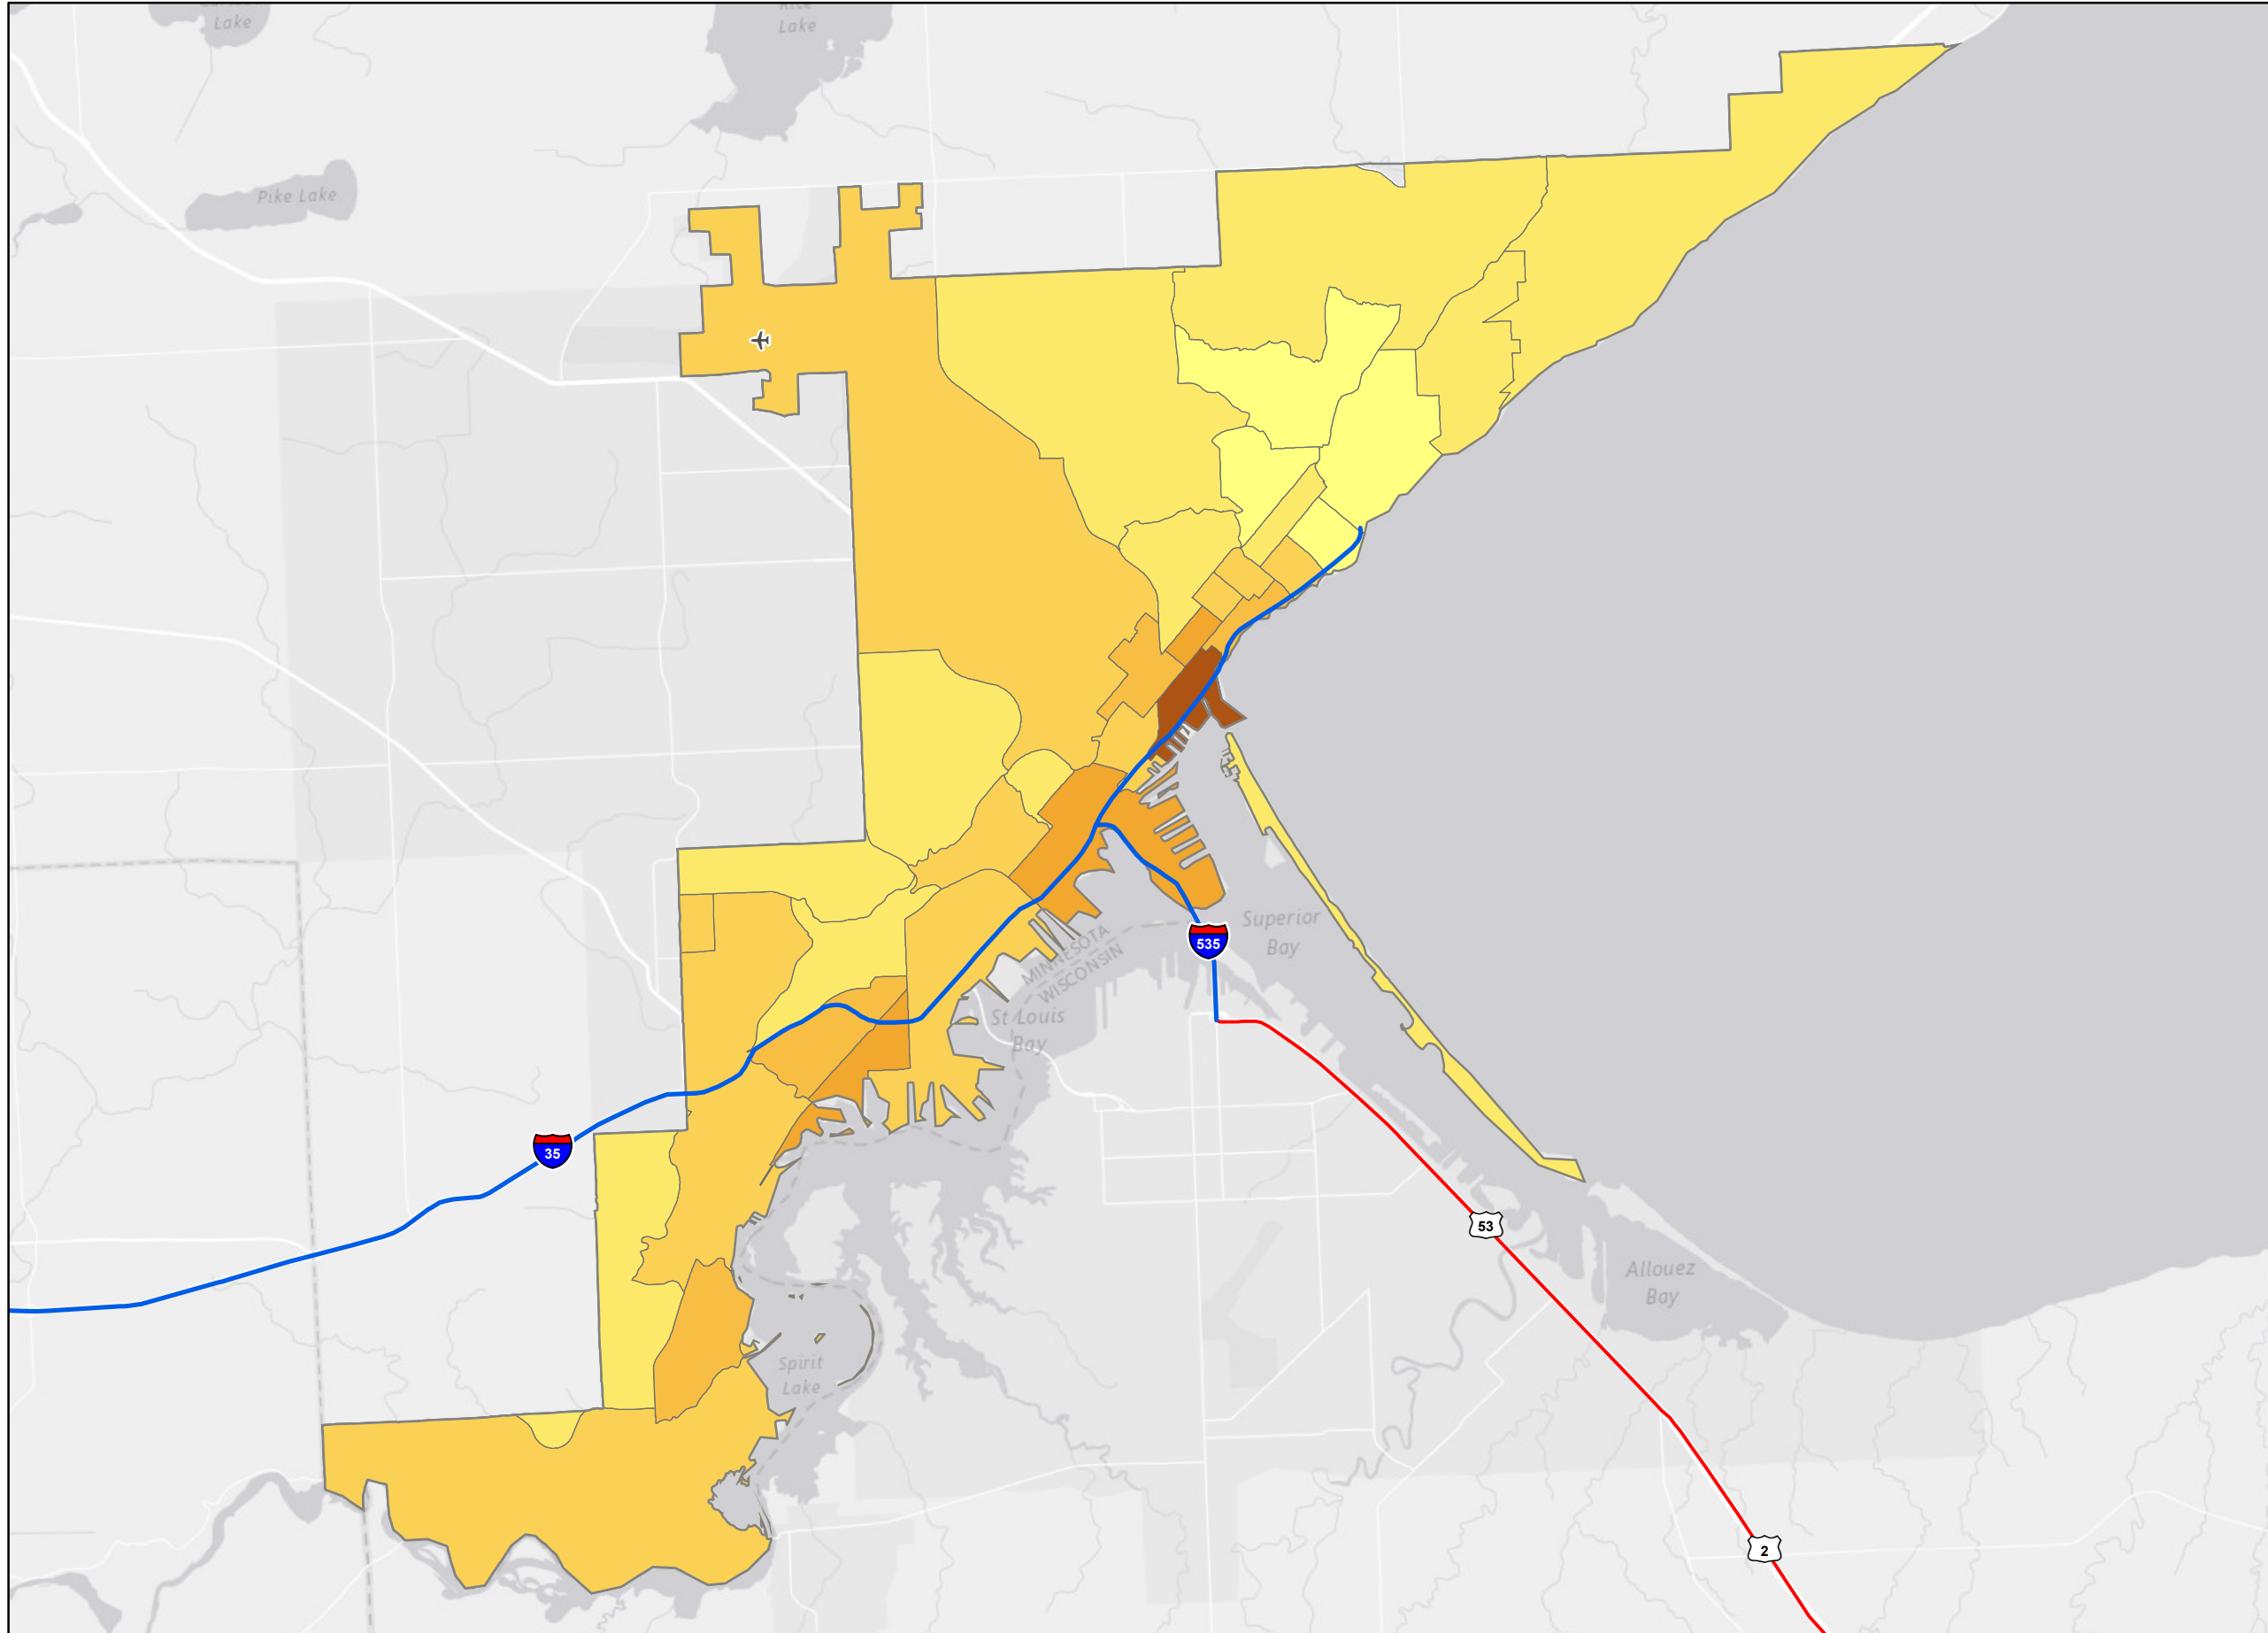 Lake
Rice
Lake
Pike Lake
Superior
Bay
MINNESOTA
WISCONSIN
535
St Louis
Bay
35
53
Allouez
Bay
Spirit
Lake
2